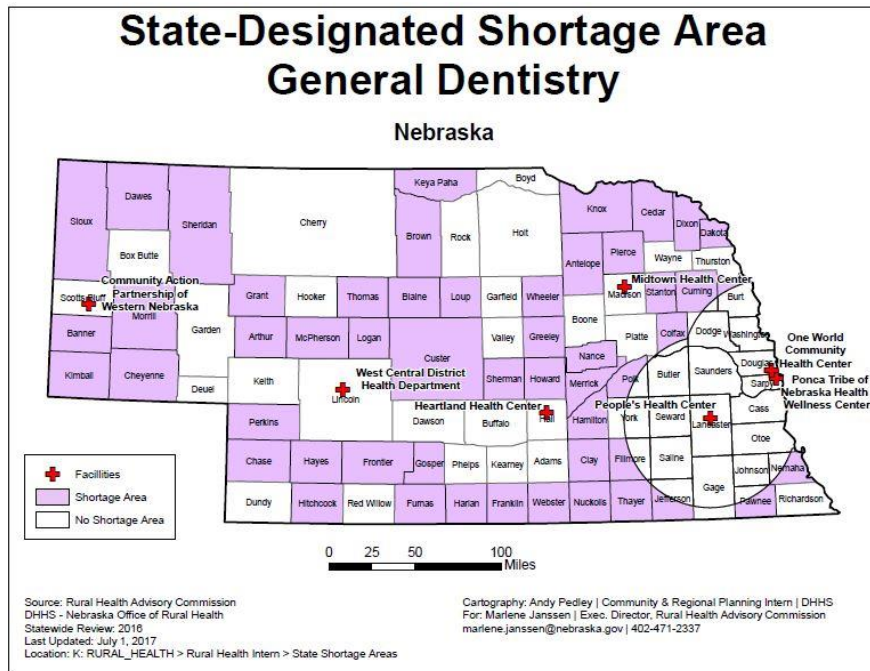 State-Designated Shortage Area
General Dentistry
Nebraska
Keya Paha
Boyd
Dawes
Sioux
Sheridan
Cherry
Brown
Rock
Holt
Knox
Cedar
Dixon
Dakota
Box Butte
Antelope
Pierce
Wayne
Thurston
Community Action
Partnership of
Western Nebraska
Scotts Bluff
Morrill
Garden
Grant
Hooker
Thomas
Blaine
Loup
Garfield
Wheeler
Midtown Health Center
Madison
Stanton
Cuming
Burt
Banner
Arthur
McPherson
Logan
Custer
Valley
Greeley
Boone
Platte
Colfax
Dodge
Washington
One World
Community
Health Center
Kimball
Cheyenne
Deuel
Keith
West Central District
Health Department
Lincoln
Sherman
Howard
Nance
Merrick
Polk
Butler
Saunders
Douglas
Sarpy
Ponca Tribe of
Nebraska Health
Wellness Center
Perkins
Heartland Health Center
Dawson
Buffalo
Hall
Hamilton
People's Health Center
York
Seward
Lancaster
Cass
Otoe
Chase
Hayes
Frontier
Gosper
Phelps
Kearney
Adams
Clay
Fillmore
Saline
Gage
Johnson
Nemaha
Dundy
Hitchcock
Red Willow
Furnas
Harlan
Franklin
Webster
Nuckolls
Thayer
Jefferson
Pawnee
Richardson
Facilities
Shortage Area
No Shortage Area
0 25 50 100
Miles
Source: Rural Health Advisory Commission
DHHS - Nebraska Office of Rural Health
Statewide Review: 2016
Last Updated: July 1, 2017
Location: K: RURAL_HEALTH > Rural Health Intern > State Shortage Areas
Cartography: Andy Pedley | Community & Regional Planning Intern | DHHS
For: Marlene Janssen | Exec. Director, Rural Health Advisory Commission
marlene.janssen@nebraska.gov | 402-471-2337